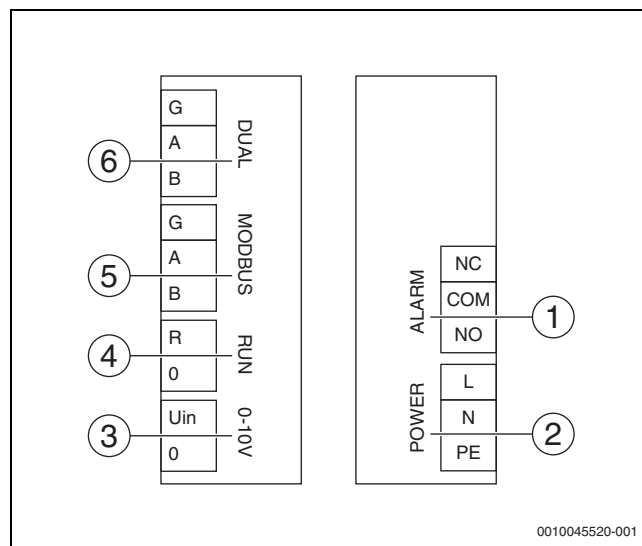 G
A
B
DUAL
6
G
A
B
MODBUS
5
R
0
RUN
4
Uin
0
0-10V
3
NC
COM
NO
ALARM
1
L
N
PE
POWER
2
0010045520-001